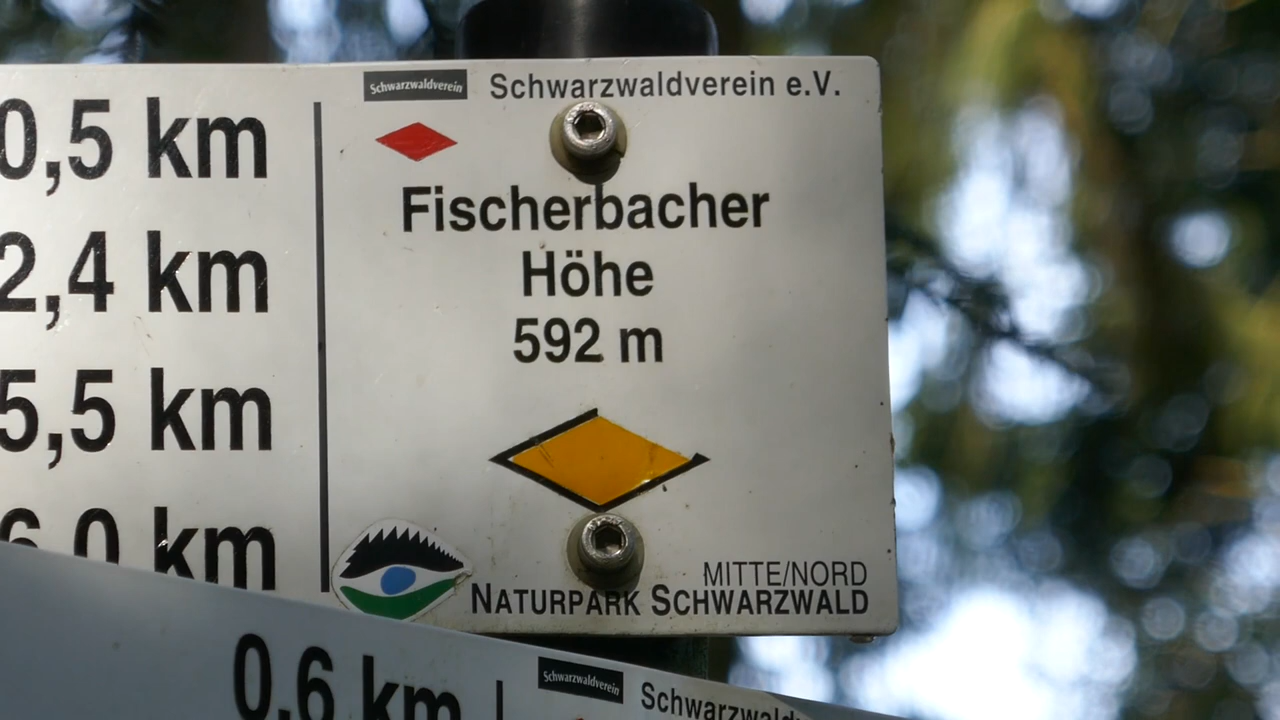 Schwarzwaldverein Schwarzwaldverein e.V.
0,5 km
Fischerbacher
Höhe
592 m
2,4 km
5,5 km
6,0 km
MITTE/NORD
NATURPARK SCHWARZWALD
0,6 km
Schwarzwaldverein